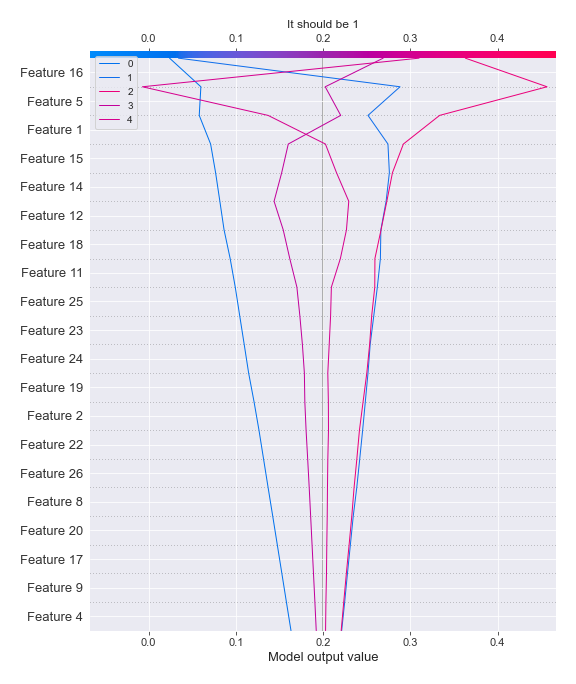 It should be 1
0.0 0.1 0.2 0.3 0.4
0
1
2
3
4
Feature 16
Feature 5
Feature 1
Feature 15
Feature 14
Feature 12
Feature 18
Feature 11
Feature 25
Feature 23
Feature 24
Feature 19
Feature 2
Feature 22
Feature 26
Feature 8
Feature 20
Feature 17
Feature 9
Feature 4
0.0 0.1 0.2 0.3 0.4
Model output value